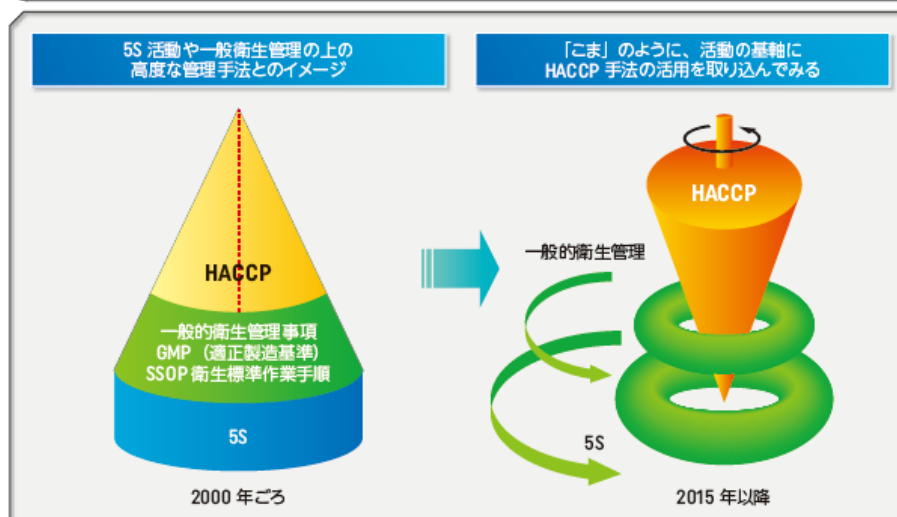 5S 活動や一般衛生管理の上の
高度な管理手法とのイメージ
「こま」のように、活動の基軸に
HACCP 手法の活用を取り込んでみる
HACCP
一般的衛生管理事項
GMP（適正製造基準）
SSOP 衛生標準作業手順
5S
2000 年ごろ
HACCP
一般的衛生管理
5S
2015 年以降